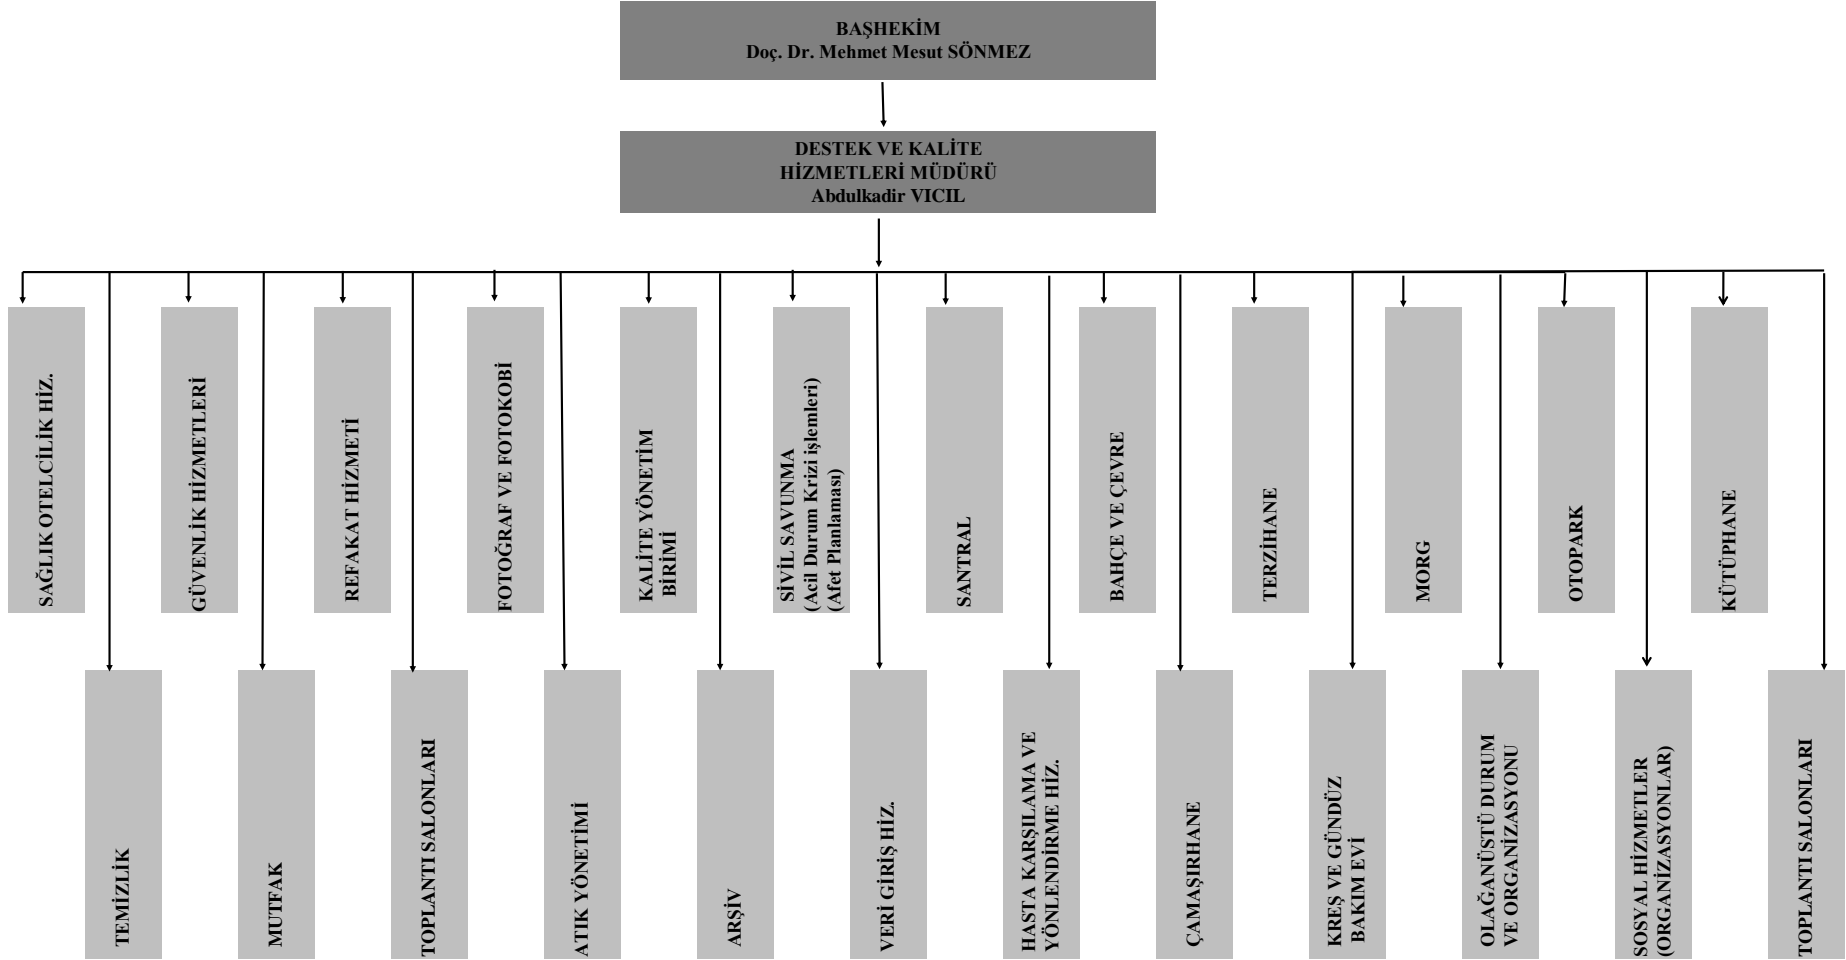 BAŞHEKİM
Doç. Dr. Mehmet Mesut SÖNMEZ
DESTEK VE KALİTE
HİZMETLERİ MÜDÜRÜ
Abdulkadir VICIL
SAĞLIK OTELCİLİK HİZ.
GÜVENLİK HİZMETLERİ
REFAKAT HİZMETİ
FOTOĞRAF VE FOTOKOBİ
KALİTE YÖNETİM
BİRİMİ
SİVİL SAVUNMA
(Acil Durum Krizi işlemleri)
(Afet Planlaması)
SANTRAL
BAHÇE VE ÇEVRE
TERZİHANE
MORG
OTOPARK
KÜTÜPHANE
TEMİZLİK
MUTFAK
TOPLANTI SALONLARI
ATIK YÖNETİMİ
ARŞİV
VERİ GİRİŞ HİZ.
HASTA KARŞILAMA VE
YÖNLENDİRME HİZ.
ÇAMAŞIRHANE
KREŞ VE GÜNDÜZ
BAKIM EVİ
OLAĞANÜSTÜ DURUM
VE ORGANİZASYONU
SOSYAL HİZMETLER
(ORGANİZASYONLAR)
TOPLANTI SALONLARI